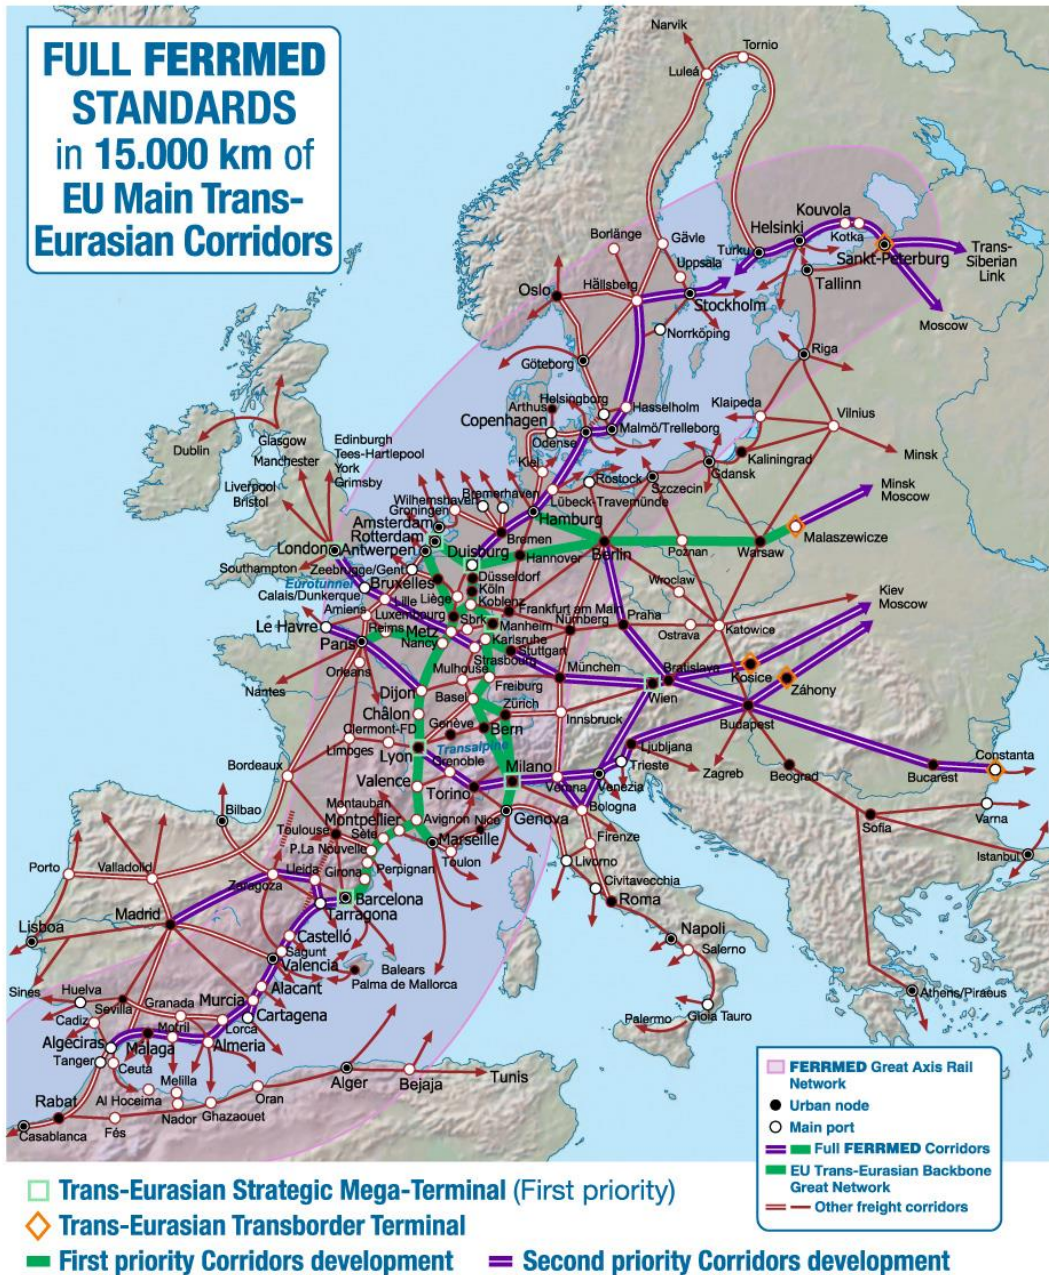 FULL FERRMED
STANDARDS
in 15.000 km of
EU Main Trans-
Eurasian Corridors
Narvik
Tornio
Luleå
Kouvola
Helsinki
Kotka
Borlänge
Gävle
Turku
Sankt-Peterburg
Trans-
Siberian
Link
Uppsala
Tallinn
Oslo
Hällsberg
Stockholm
Moscow
Norrköping
Riga
Göteborg
Helsingborg
Arthus
Hasselholm
Klaipeda
Vilnius
Copenhagen
Odense
Malmö/Trelleborg
Dublin
Glasgow
Manchester
Edinburgh
Tees-Hartlepool
York
Grimsby
Kaliningrad
Minsk
Kiel
Gdansk
Liverpool
Bristol
Rostock
Szczecin
Minsk
Moscow
Wilhemshaven
Bremerhaven
Groningen
Lübeck-Travemünde
Amsterdam
Hamburg
Rotterdam
Bremen
Malaszewicze
London
Antwerpen
Duisburg
Hannover
Berlin
Poznan
Warsaw
Southampton
Zeebrugge/Gent
Eurotunnel
Bruxelles
Düsseldorf
Köln
Wroclaw
Calais/Dunkerque
Lille
Liège
Koblenz
Frankfurt am Main
Kiev
Moscow
Amiens
Luxembourg
Sbrk
Manheim
Nürnberg
Praha
Ostrava
Katowice
Le Havre
Reims
Metz
Karlsruhe
Paris
Nancy
Stuttgart
Strasbourg
Orleans
Mulhouse
München
Bratislava
Kosice
Nantes
Dijon
Basel
Freiburg
Wien
Záhony
Châlon
Zürich
Innsbruck
Budapest
Clermont-FD
Genève
Bern
Limoges
Transalpine
Ljubljana
Lyon
Grenoble
Milano
Trieste
Constanta
Bordeaux
Valence
Torino
Verona
Venezia
Zagreb
Beograd
Bucarest
Bilbao
Montauban
Bologna
Montpellier
Avignon
Nice
Genova
Varna
Toulouse
Sète
Marseille
Firenze
Sofia
P.La Nouvelle
Toulon
Livorno
Istanbul
Porto
Valladolid
Lleida
Girona
Perpignan
Zaragoza
Civitavecchia
Barcelona
Roma
Madrid
Tarragona
Lisboa
Castelló
Napoli
Sagunt
Salerno
Valencia
Balears
Alacant
Palma de Mallorca
Sines
Huelva
Murcia
Athens/Piraeus
Sevilla
Granada
Cartagena
Cadiz
Motril
Lorca
Palermo
Gioia Tauro
Algeciras
Málaga
Almeria
Tanger
Ceuta
Alger
Bejaja
Tunis
Melilla
Al Hoceima
Oran
Rabat
Nador
Ghazaouet
Casablanca
Fés
FERRMED Great Axis Rail
Network
Urban node
Main port
Full FERRMED Corridors
EU Trans-Eurasian Backbone
Great Network
Other freight corridors
Trans-Eurasian Strategic Mega-Terminal (First priority)
Trans-Eurasian Transborder Terminal
First priority Corridors development
Second priority Corridors development